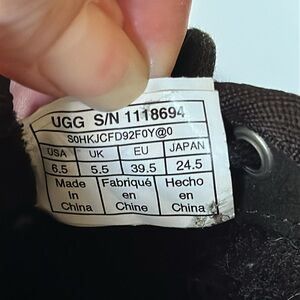 UGG S/N 1118694
S0HKJCFD92F0Y@0
USA UK EU JAPAN
6.5 5.5 39.5 24.5
Made Fabriqué Hecho
in en en
China Chine China